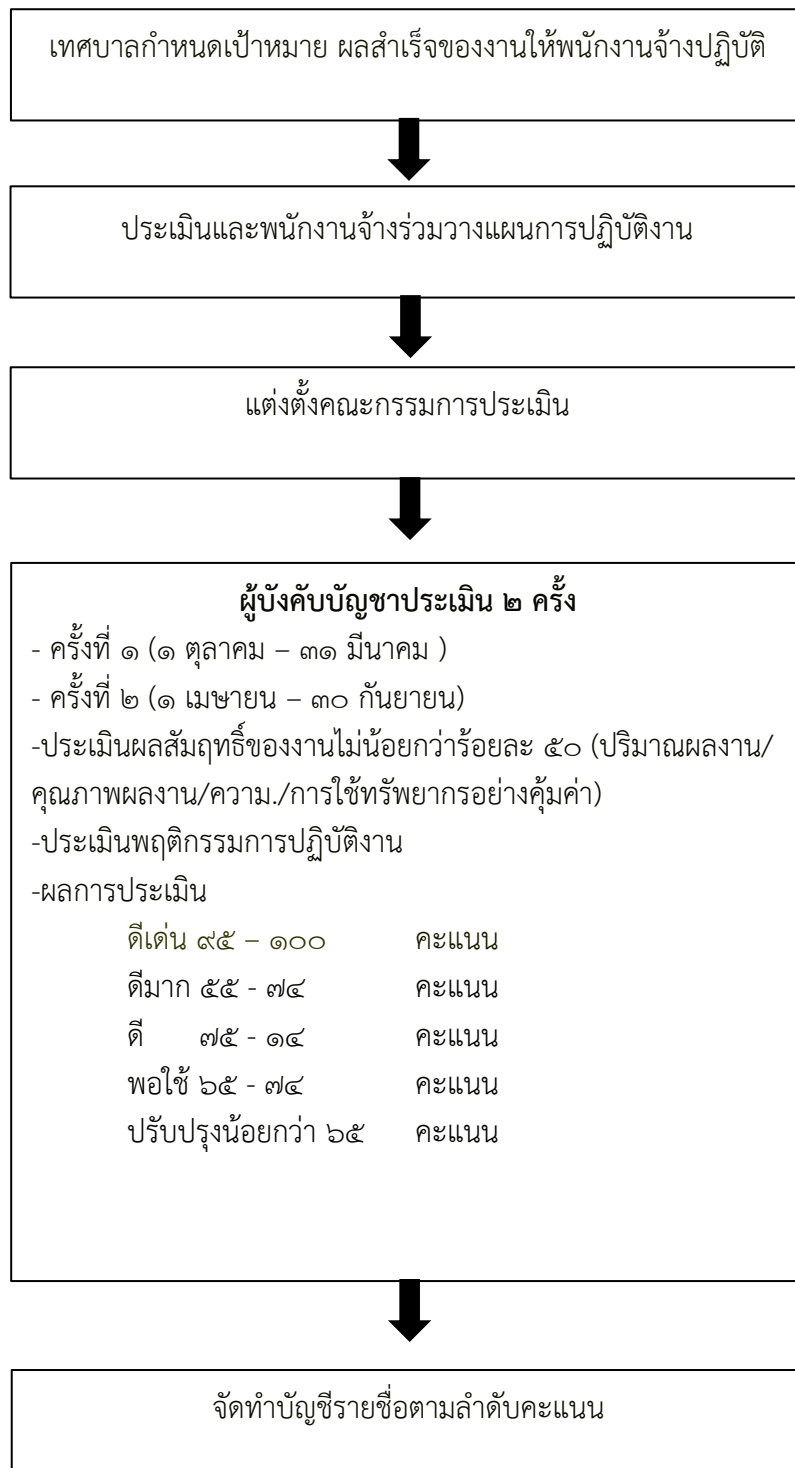 เทศบาลกำหนดเป้าหมาย ผลสำเร็จของงานให้พนักงานจ้างปฏิบัติ
ประเมินและพนักงานจ้างร่วมวางแผนการปฏิบัติงาน
แต่งตั้งคณะกรรมการประเมิน
ผู้บังคับบัญชาประเมิน ๒ ครั้ง
- ครั้งที่ ๑ (๑ ตุลาคม – ๓๑ มีนาคม )
- ครั้งที่ ๒ (๑ เมษายน – ๓๐ กันยายน)
-ประเมินผลสัมฤทธิ์ของงานไม่น้อยกว่าร้อยละ ๕๐ (ปริมาณผลงาน/
คุณภาพผลงาน/ความ./การใช้ทรัพยากรอย่างคุ้มค่า)
-ประเมินพฤติกรรมการปฏิบัติงาน
-ผลการประเมิน
ดีเด่น ๙๕ – ๑๐๐ คะแนน
ดีมาก ๕๕ - ๗๔ คะแนน
ดี ๗๕ - ๑๔ คะแนน
พอใช้ ๖๕ - ๗๔ คะแนน
ปรับปรุงน้อยกว่า ๖๕ คะแนน
จัดทำบัญชีรายชื่อตามลำดับคะแนน